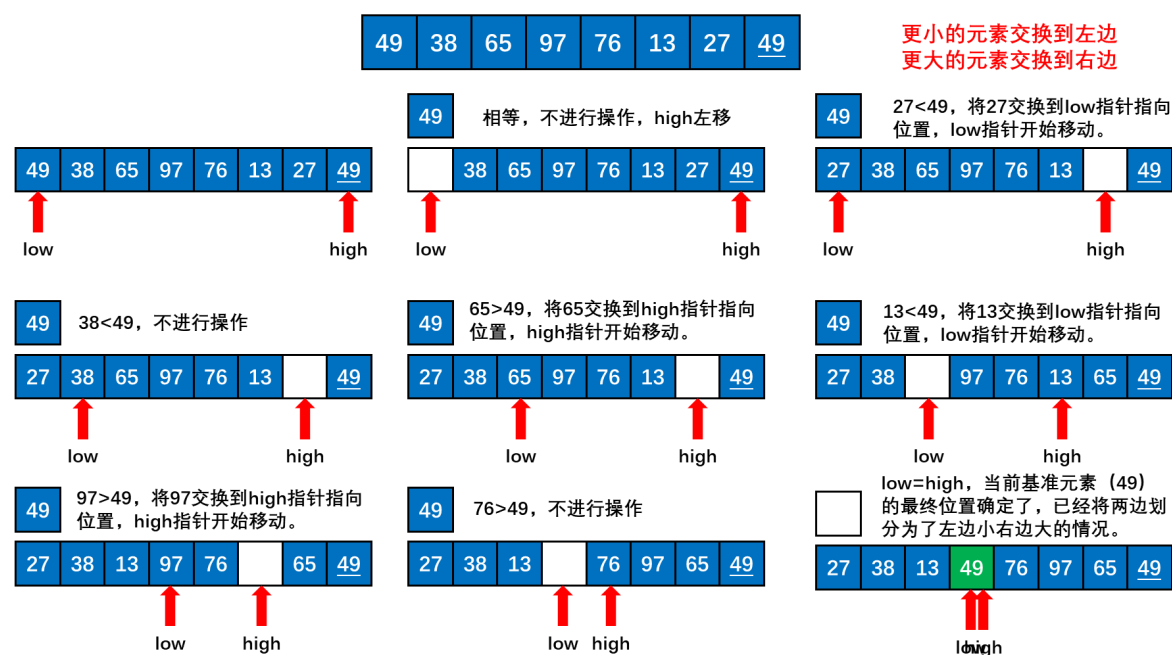 49 38 65 97 76 13 27 49
更小的元素交换到左边
更大的元素交换到右边
49 38 65 97 76 13 27 49
low high
49 相等，不进行操作，high左移
38 65 97 76 13 27 49
low high
49 27<49，将27交换到low指针指向
位置，low指针开始移动。
27 38 65 97 76 13 49
low high
49 38<49，不进行操作
27 38 65 97 76 13 49
low high
49 65>49，将65交换到high指针指向
位置，high指针开始移动。
27 38 65 97 76 13 49
low high
49 13<49，将13交换到low指针指向
位置，low指针开始移动。
27 38 97 76 13 65 49
low high
49 97>49，将97交换到high指针指向
位置，high指针开始移动。
27 38 13 97 76 65 49
low high
49 76>49，不进行操作
27 38 13 76 97 65 49
low high
low=high，当前基准元素（49）
的最终位置确定了，已经将两边划
分为了左边小右边大的情况。
27 38 13 49 76 97 65 49
low high